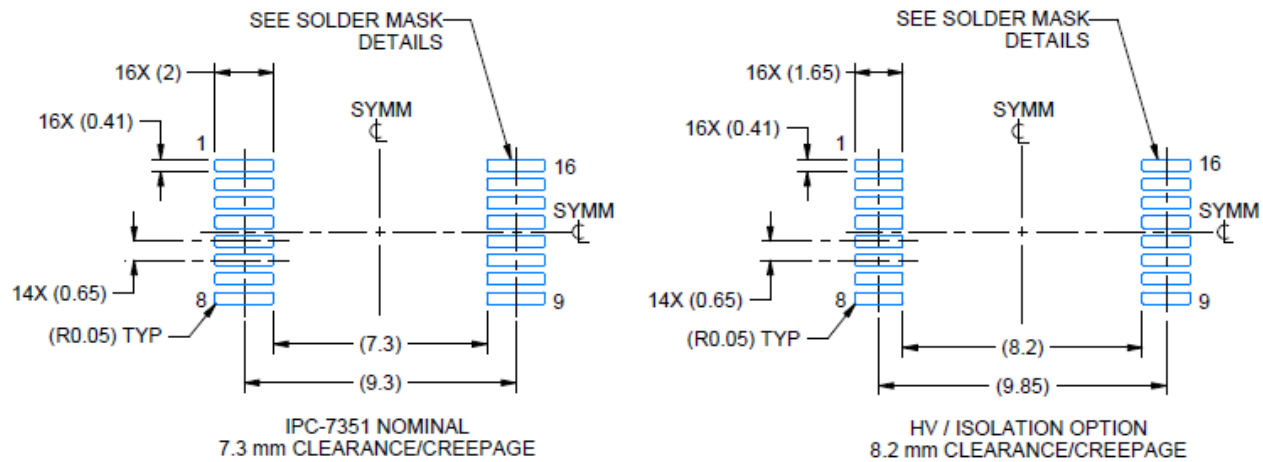 SEE SOLDER MASK
DETAILS
16X (2)
SYMM
16X (0.41)
1
16
SYMM
14X (0.65)
8
9
(R0.05) TYP
(7.3)
(9.3)
IPC-7351 NOMINAL
7.3 mm CLEARANCE/CREEPAGE
SEE SOLDER MASK
DETAILS
16X (1.65)
SYMM
16X (0.41)
1
16
SYMM
14X (0.65)
8
9
(R0.05) TYP
(8.2)
(9.85)
HV / ISOLATION OPTION
8.2 mm CLEARANCE/CREEPAGE